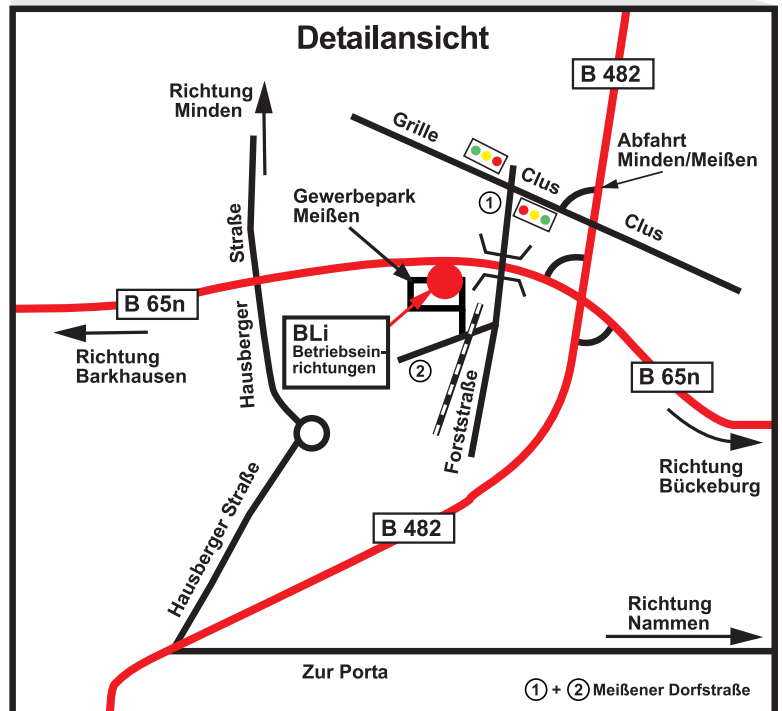 Detailansicht
B 482
Richtung
Minden
Grille
Clus
Abfahrt
Minden/Meißen
1
Clus
Gewerbepark
Meißen
Straße
B 65n
Richtung
Barkhausen
Hausberger
BLi
Betriebsein-
richtungen
2
B 65n
Forststraße
Richtung
Bückeburg
Hausberger Straße
B 482
Richtung
Nammen
Zur Porta
1 + 2 Meißener Dorfstraße